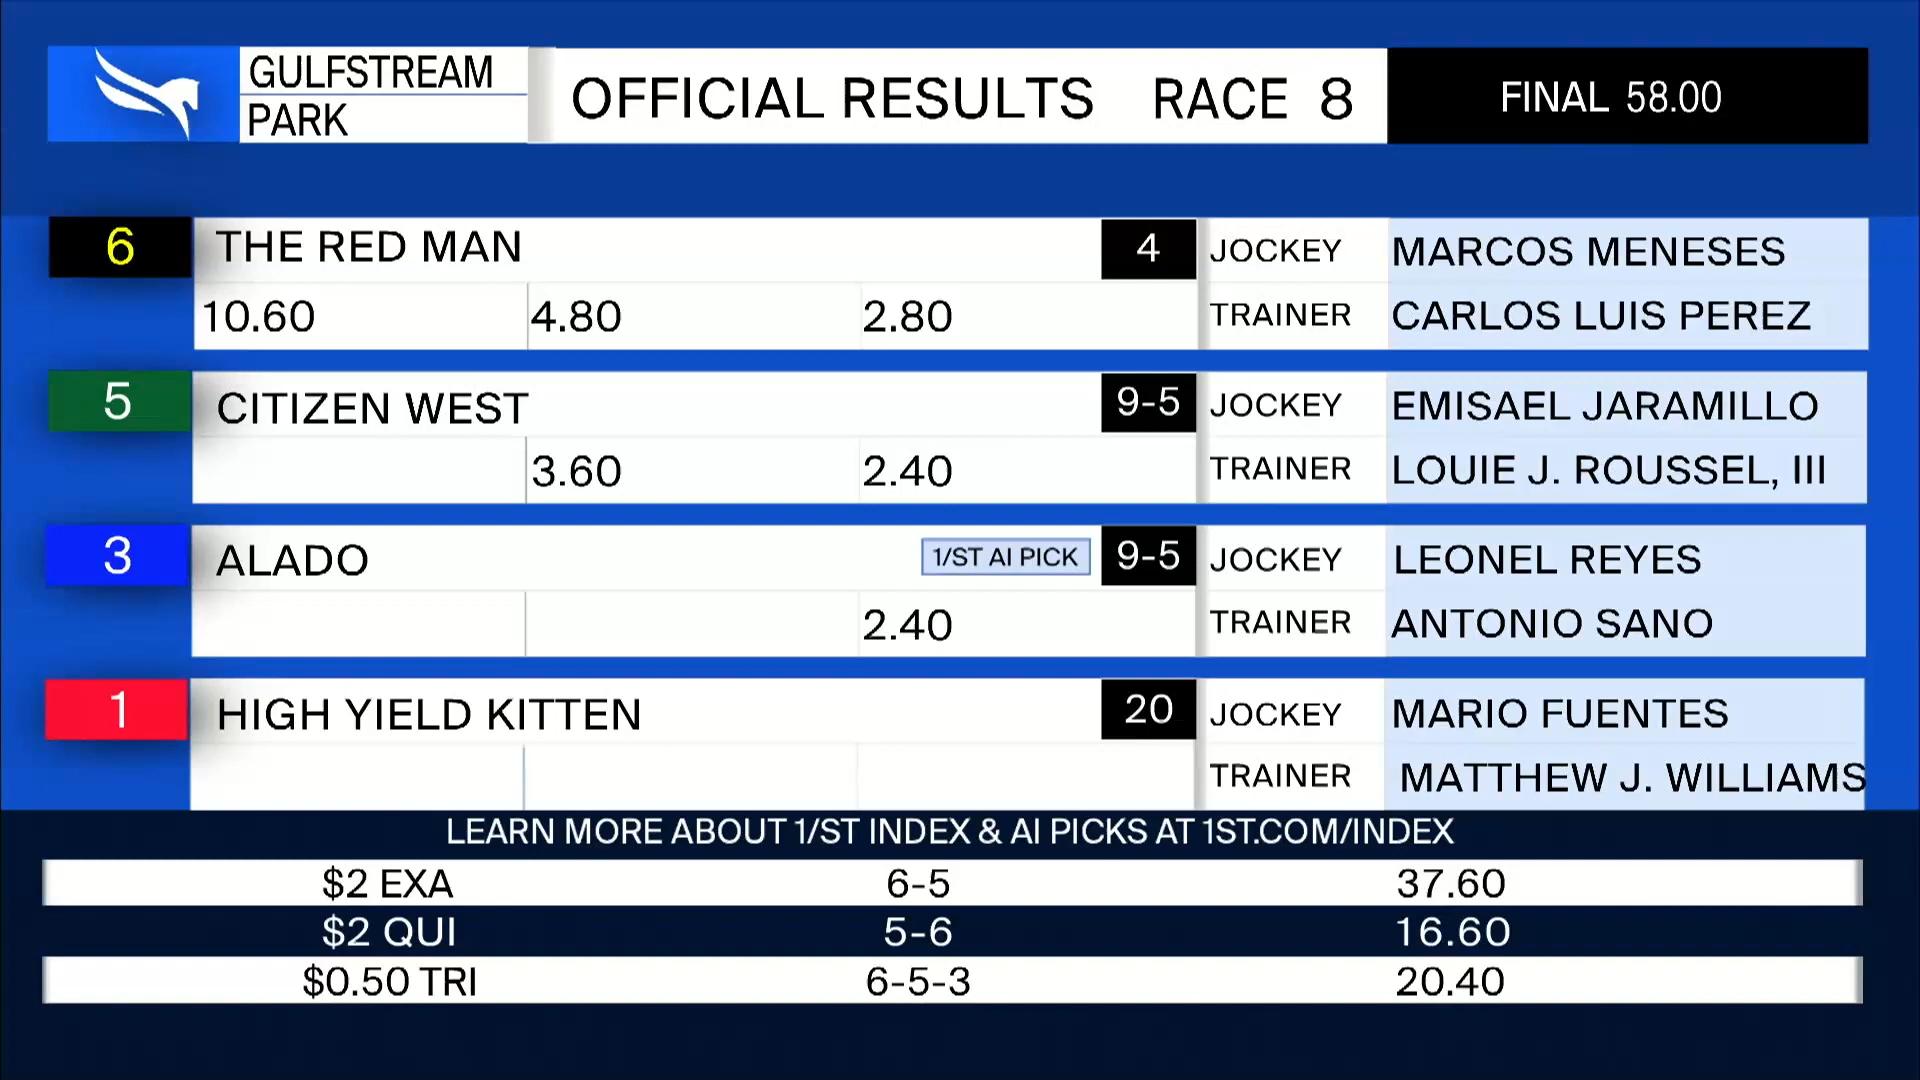 GULFSTREAM
PARK
OFFICIAL RESULTS RACE 8
FINAL 58.00
6 THE RED MAN 4 JOCKEY MARCOS MENESES
10.60 4.80 2.80 TRAINER CARLOS LUIS PEREZ
5 CITIZEN WEST 9-5 JOCKEY EMISAEL JARAMILLO
3.60 2.40 TRAINER LOUIE J. ROUSSEL, III
3 ALADO 1/ST AI PICK 9-5 JOCKEY LEONEL REYES
2.40 TRAINER ANTONIO SANO
1 HIGH YIELD KITTEN 20 JOCKEY MARIO FUENTES
TRAINER MATTHEW J. WILLIAMS
LEARN MORE ABOUT 1/ST INDEX & AI PICKS AT 1ST.COM/INDEX
$2 EXA 6-5 37.60
$2 QUI 5-6 16.60
$0.50 TRI 6-5-3 20.40